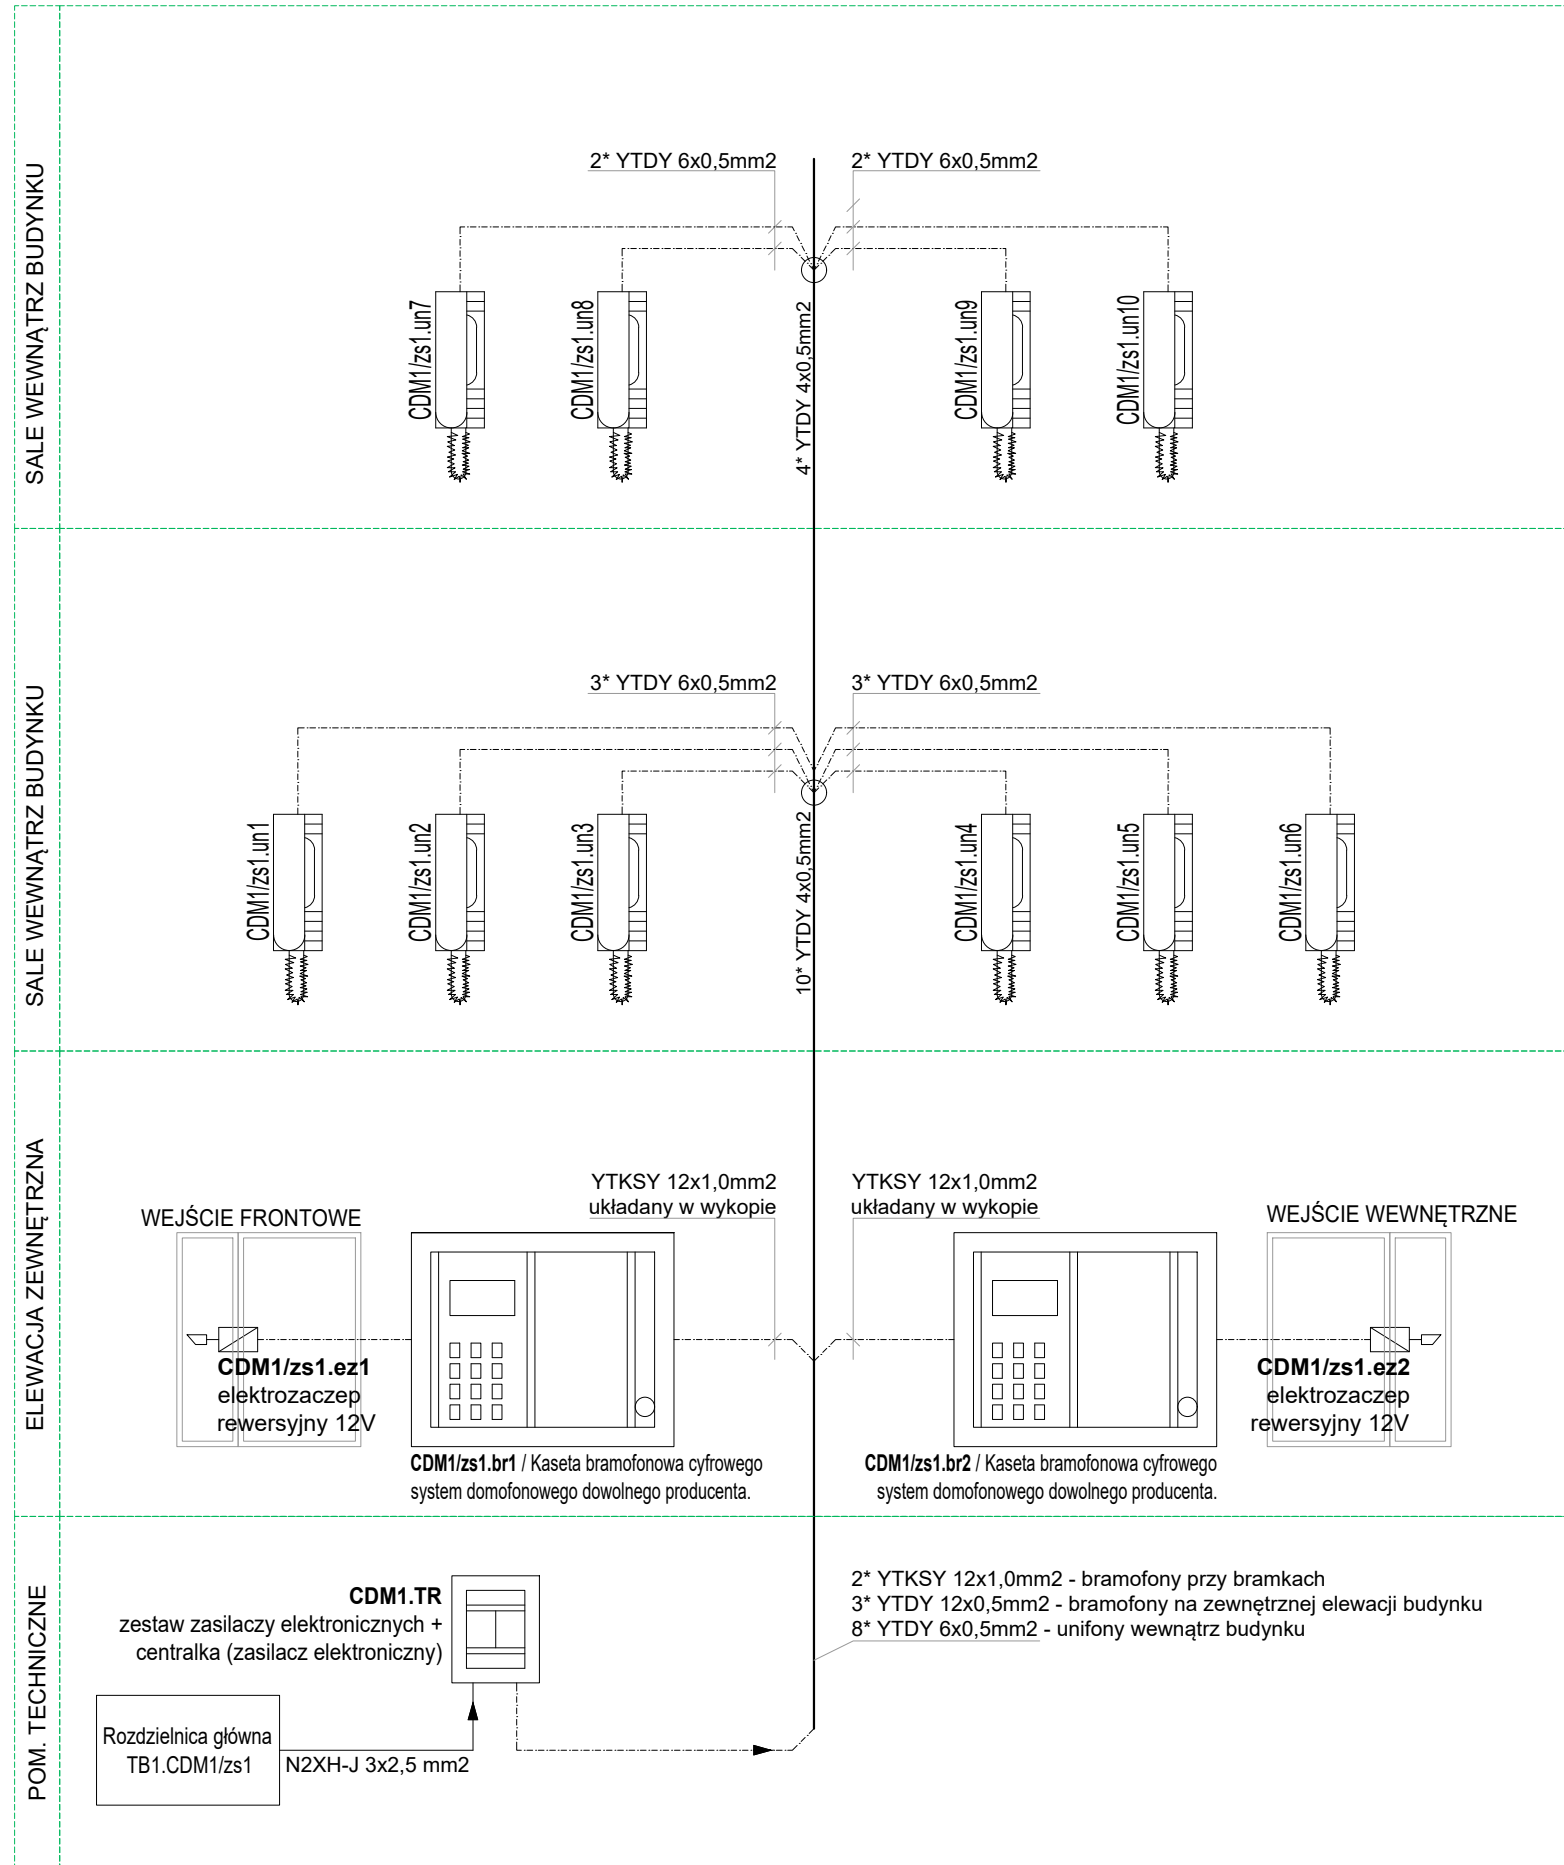 SALE WEWNĄTRZ BUDYNKU
2* YTDY 6x0,5mm2
2* YTDY 6x0,5mm2
CDM1/zs1.un7
CDM1/zs1.un8
4* YTDY 4x0,5mm2
CDM1/zs1.un9
CDM1/zs1.un10
SALE WEWNĄTRZ BUDYNKU
3* YTDY 6x0,5mm2
3* YTDY 6x0,5mm2
CDM1/zs1.un1
CDM1/zs1.un2
CDM1/zs1.un3
10* YTDY 4x0,5mm2
CDM1/zs1.un4
CDM1/zs1.un5
CDM1/zs1.un6
ELEWACJA ZEWNĘTRZNA
YTKSY 12x1,0mm2
układany w wykopie
YTKSY 12x1,0mm2
układany w wykopie
WEJŚCIE FRONTOWE
WEJŚCIE WEWNĘTRZNE
CDM1/zs1.ez1
elektrozaczep
rewersyjny 12V
CDM1/zs1.ez2
elektrozaczep
rewersyjny 12V
CDM1/zs1.br1 / Kaseta bramofonowa cyfrowego
system domofonowego dowolnego producenta.
CDM1/zs1.br2 / Kaseta bramofonowa cyfrowego
system domofonowego dowolnego producenta.
POM. TECHNICZNE
CDM1.TR
zestaw zasilaczy elektronicznych +
centralka (zasilacz elektroniczny)
2* YTKSY 12x1,0mm2 - bramofony przy bramkach
3* YTDY 12x0,5mm2 - bramofony na zewnętrznej elewacji budynku
8* YTDY 6x0,5mm2 - unifony wewnątrz budynku
Rozdzielnica główna
TB1.CDM1/zs1
N2XH-J 3x2,5 mm2